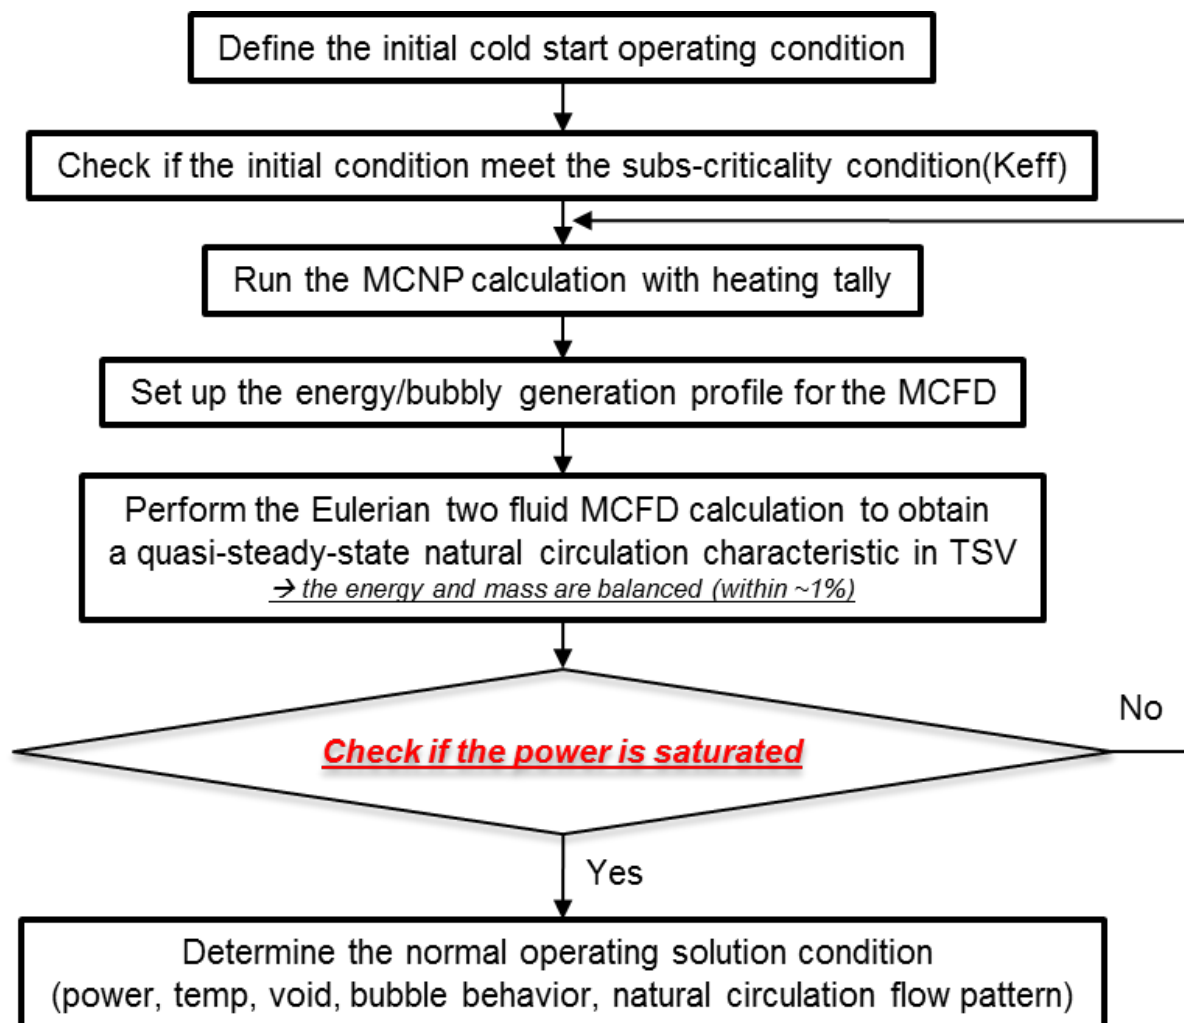 Define the initial cold start operating condition
Check if the initial condition meet the subs-criticality condition(Keff)
Run the MCNP calculation with heating tally
Set up the energy/bubbly generation profile for the MCFD
Perform the Eulerian two fluid MCFD calculation to obtain
a quasi-steady-state natural circulation characteristic in TSV
→ the energy and mass are balanced (within ~1%)
No
Check if the power is saturated
Yes
Determine the normal operating solution condition
(power, temp, void, bubble behavior, natural circulation flow pattern)